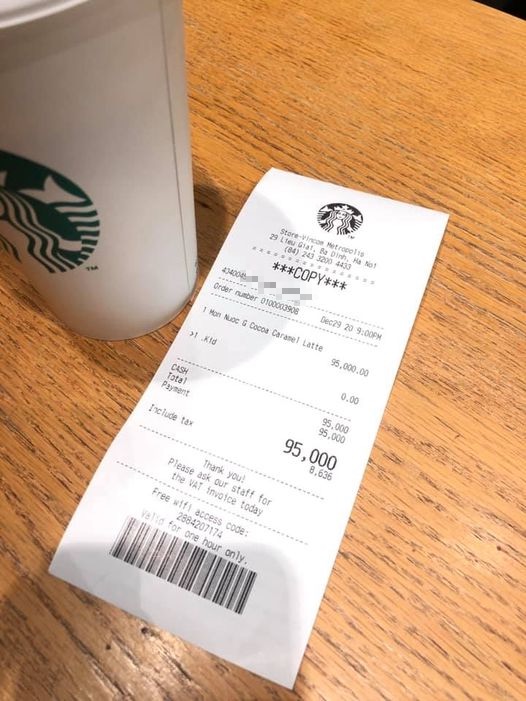 Store-Vincom Metropolis
29 Lieu Giai, Ba Dinh, Ha Noi
(84) 243 3200 4433
***COPY***
Order number 0100003908 Dec29 20 9:00PM
1 Mon Nuoc G Cocoa Caramel Latte 95,000.00
>1 .Kid 0.00
CASH 95,000
Total 95,000
Payment 95,000
Include tax 8,636
Thank you!
Please ask our staff for
the VAT invoice today
Free wifi access code:
2884207174
Valid for one hour only.
TM